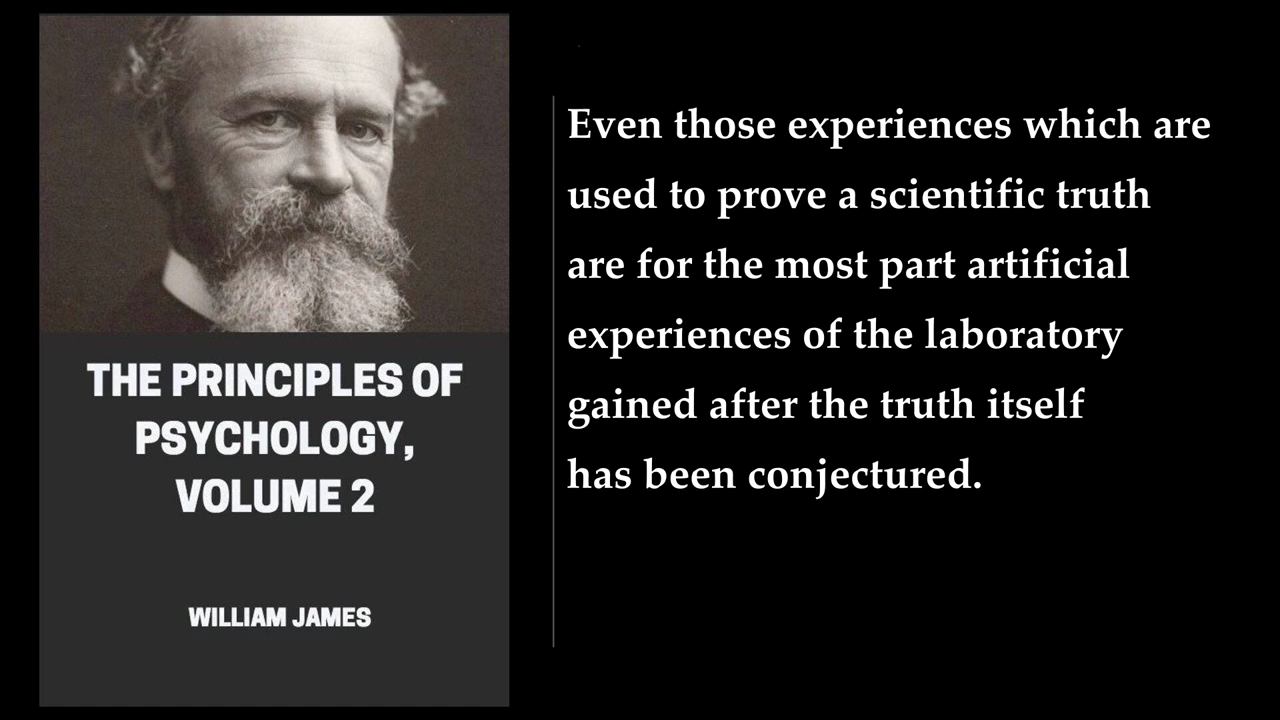 THE PRINCIPLES OF
PSYCHOLOGY,
VOLUME 2
WILLIAM JAMES
Even those experiences which are
used to prove a scientific truth
are for the most part artificial
experiences of the laboratory
gained after the truth itself
has been conjectured.